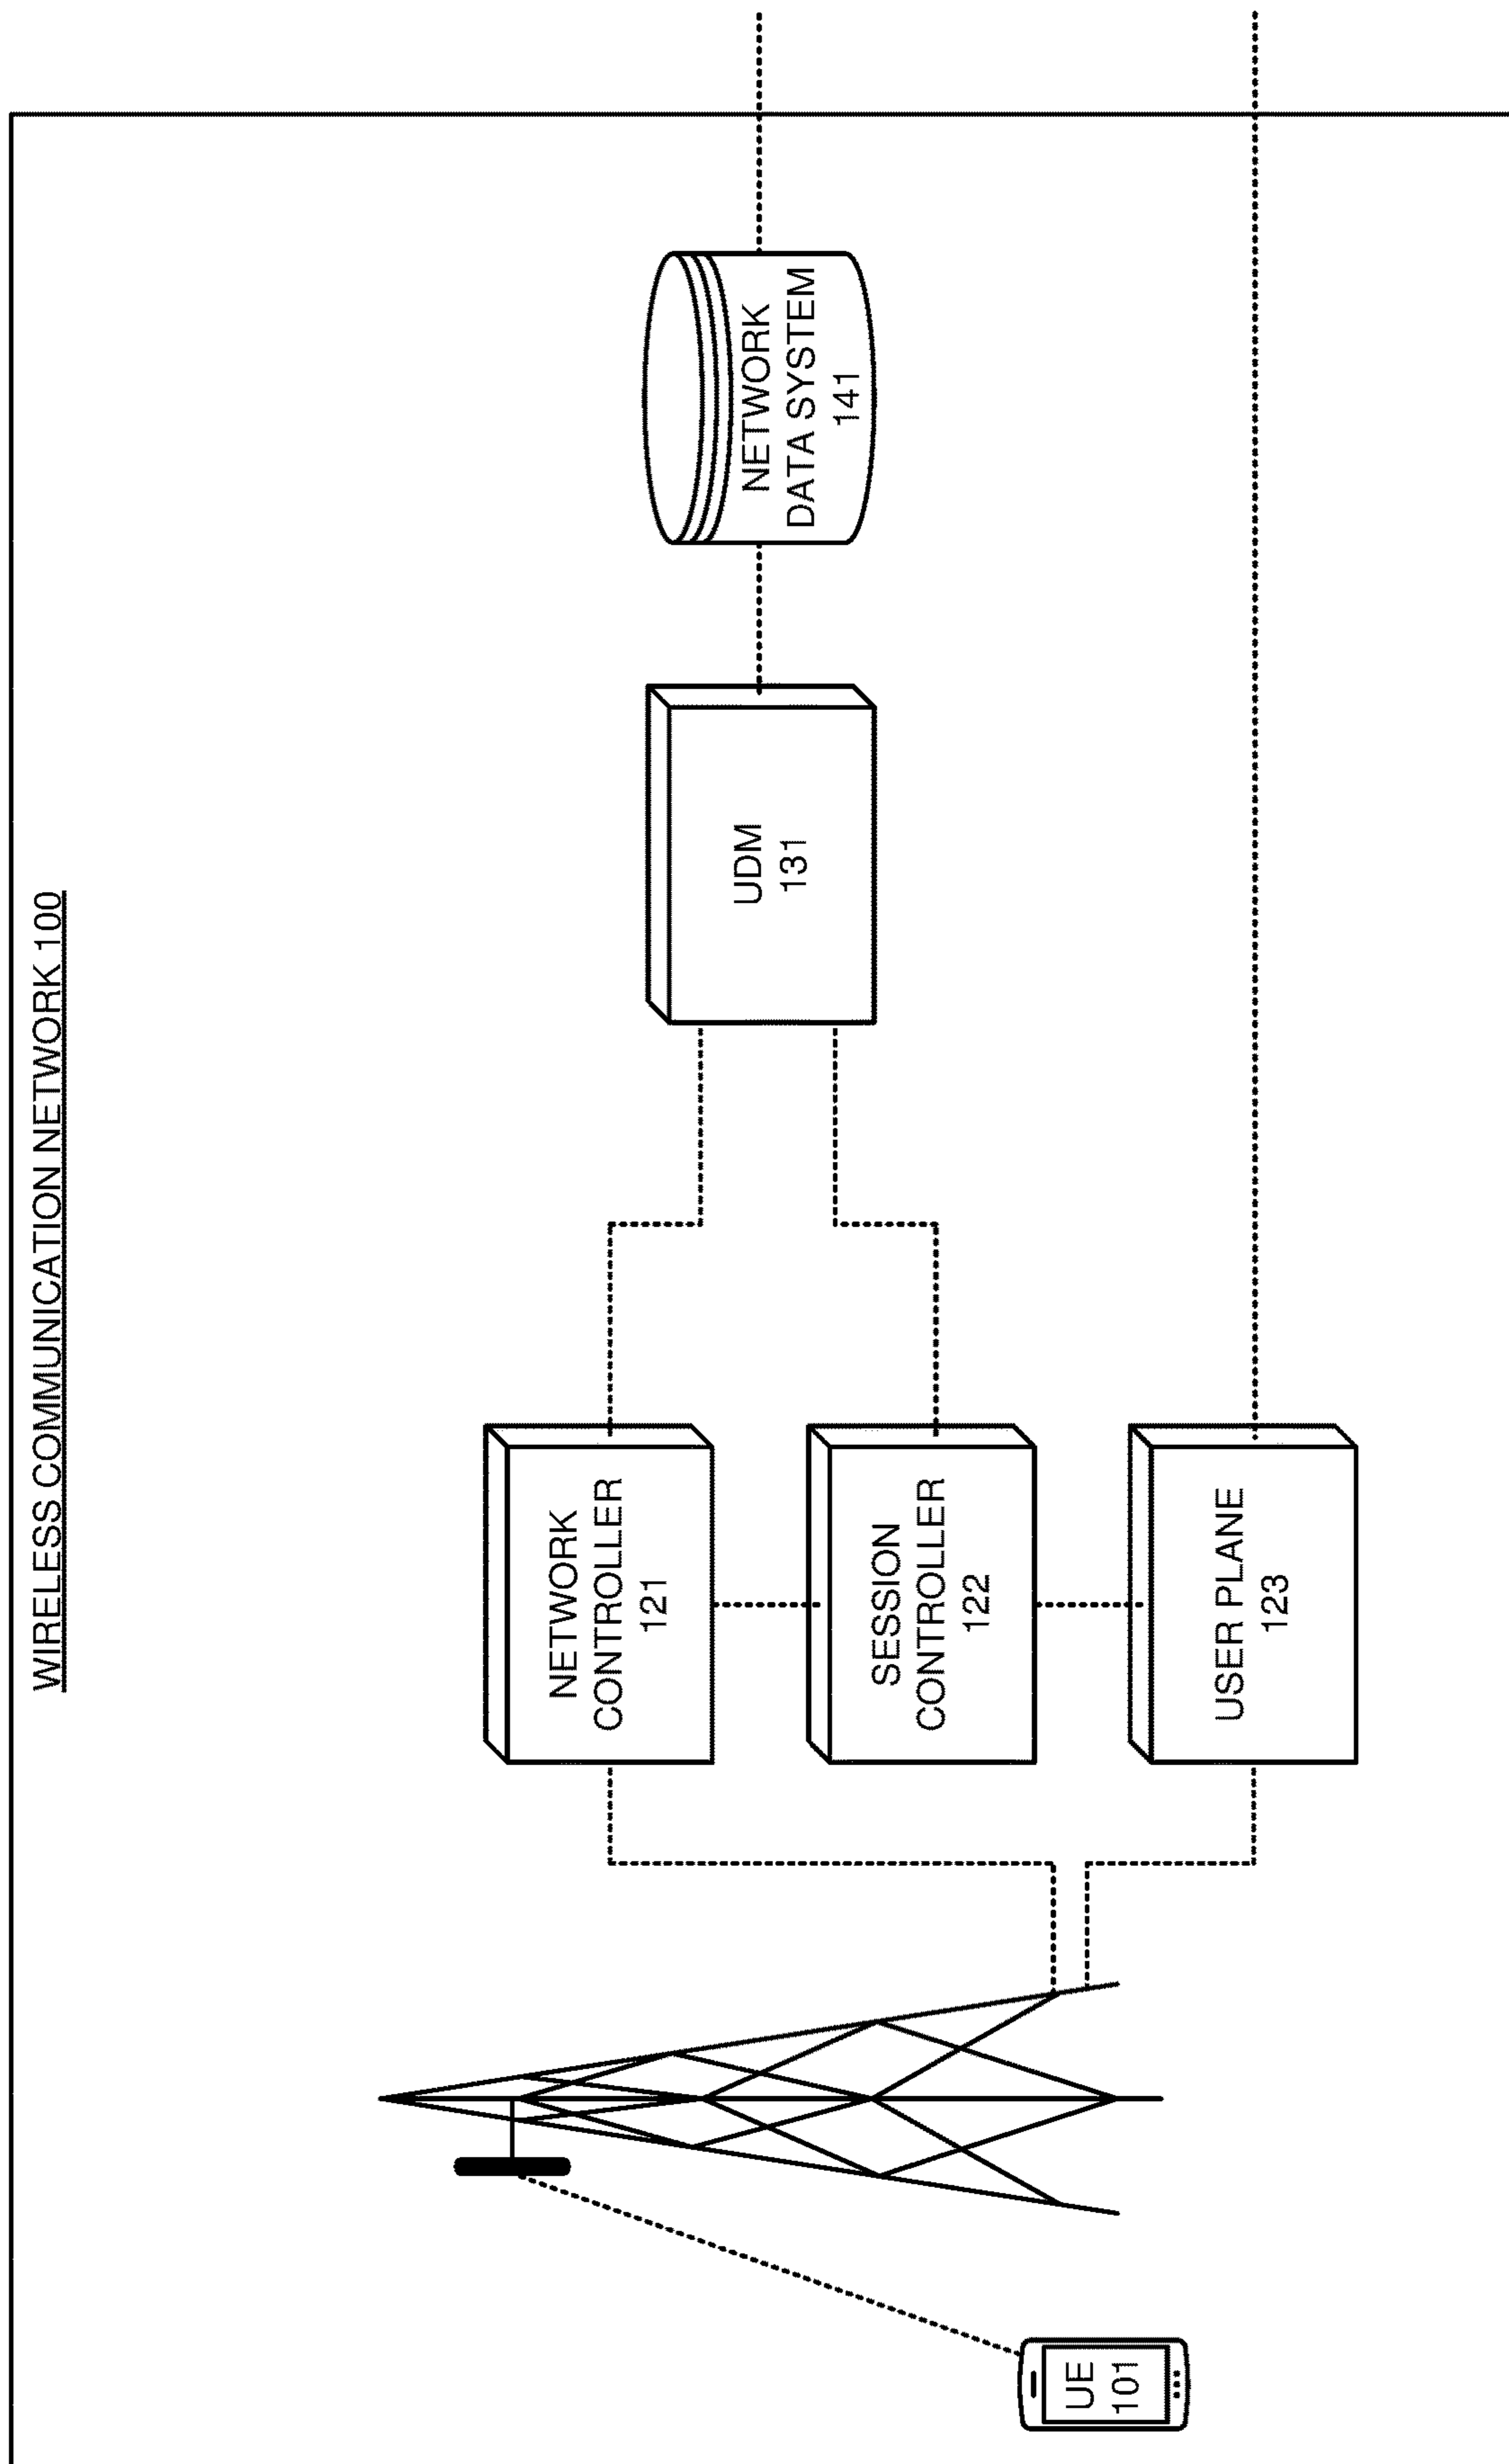 WIRELESS COMMUNICATION NETWORK 100
UE
101
NETWORK
CONTROLLER
121
SESSION
CONTROLLER
122
USER PLANE
123
UDM
131
NETWORK
DATA SYSTEM
141